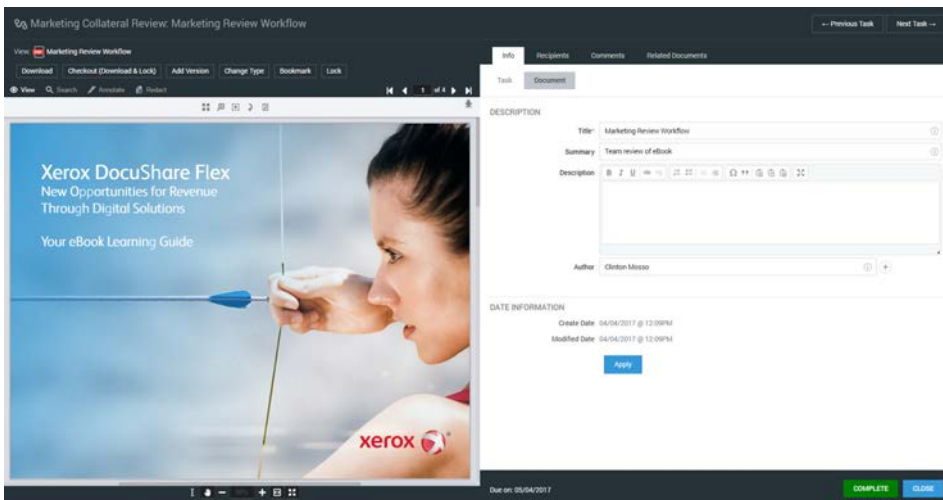 Marketing Collateral Review: Marketing Review Workflow
← Previous Task
Next Task →
View: Marketing Review Workflow
Download
Checkout (Download & Lock)
Add Version
Change Type
Bookmark
Lock
View
Search
Annotate
Redact
1 of 4
Xerox DocuShare Flex
New Opportunities for Revenue
Through Digital Solutions
Your eBook Learning Guide
xerox
Info
Recipients
Comments
Related Documents
Task
Document
DESCRIPTION
Title* Marketing Review Workflow
Summary Team review of eBook
Description
B I U
Author Clinton Mosso
DATE INFORMATION
Create Date 04/04/2017 @ 12:09PM
Modified Date 04/04/2017 @ 12:09PM
Apply
Due on: 05/04/2017
COMPLETE
CLOSE